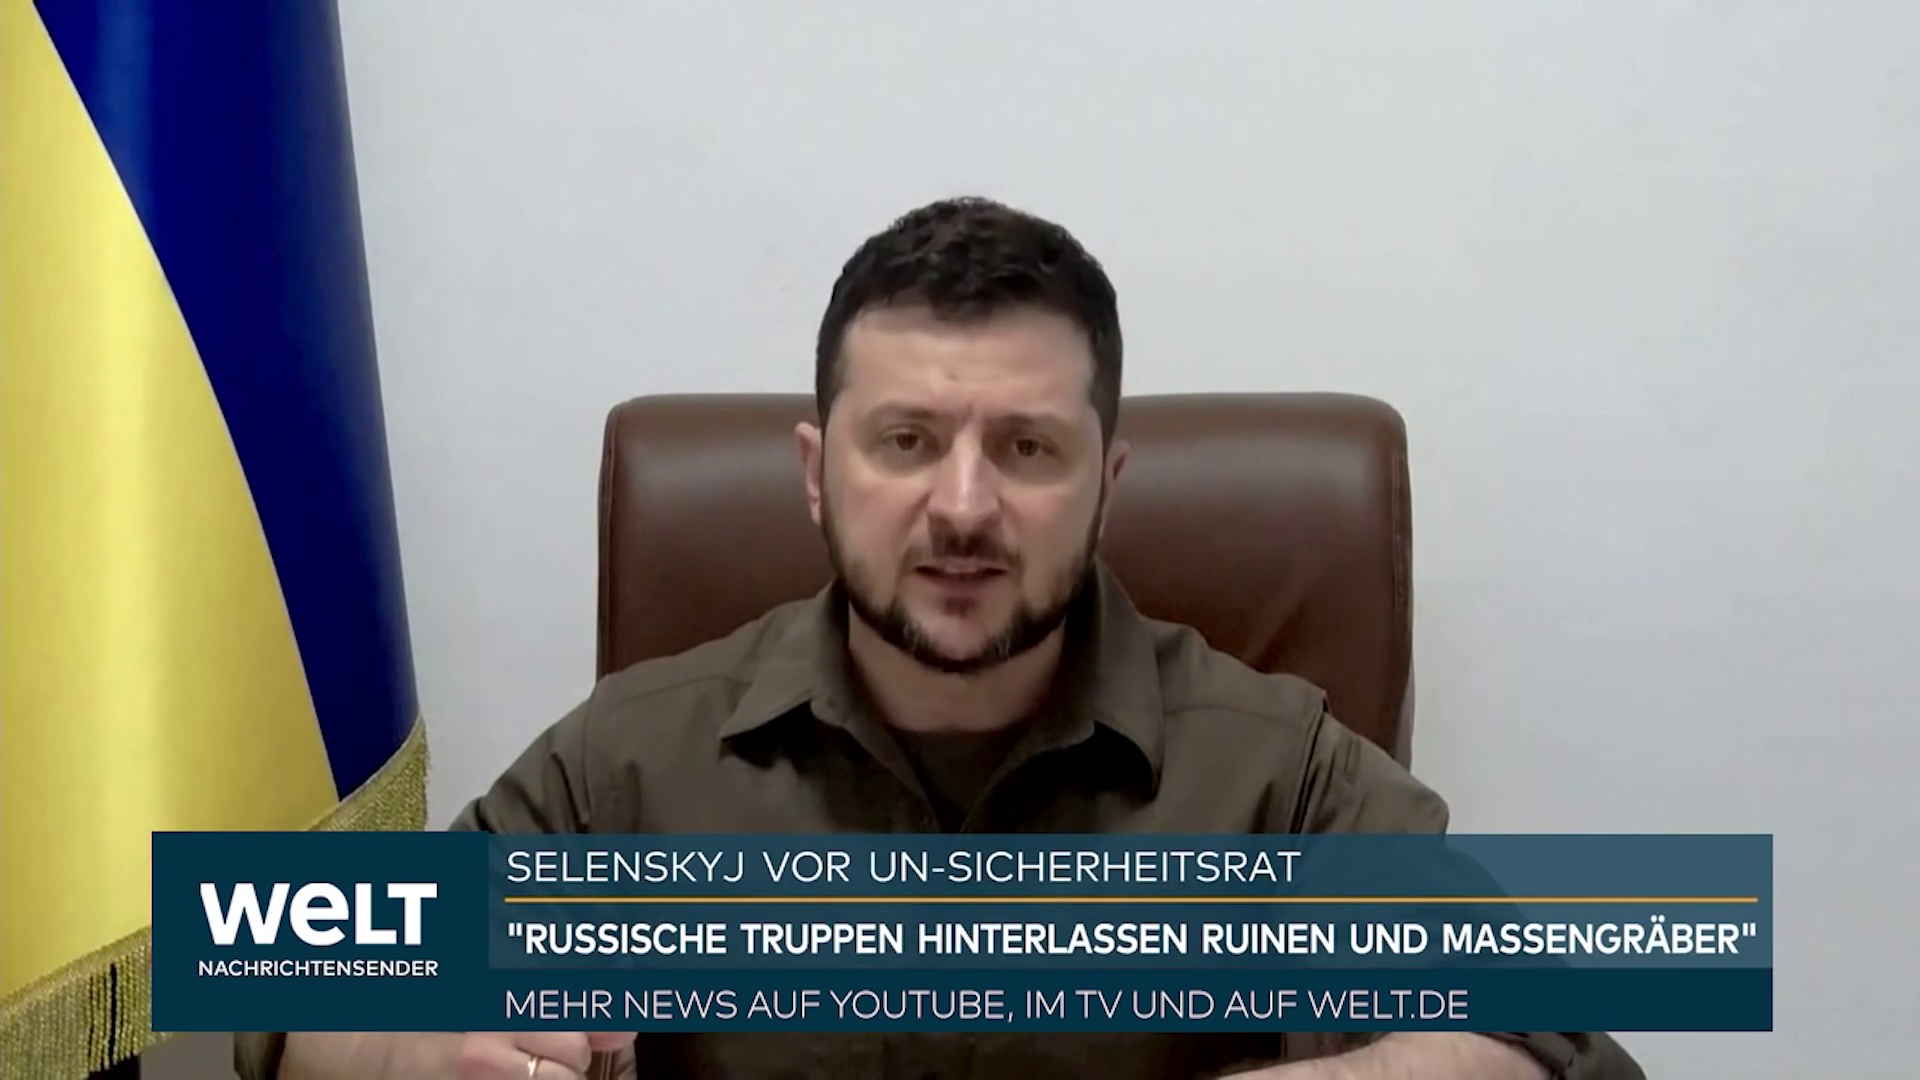 SELENSKYJ VOR UN-SICHERHEITSRAT
"RUSSISCHE TRUPPEN HINTERLASSEN RUINEN UND MASSENGRÄBER"
WELT
NACHRICHTENSENDER
MEHR NEWS AUF YOUTUBE, IM TV UND AUF WELT.DE